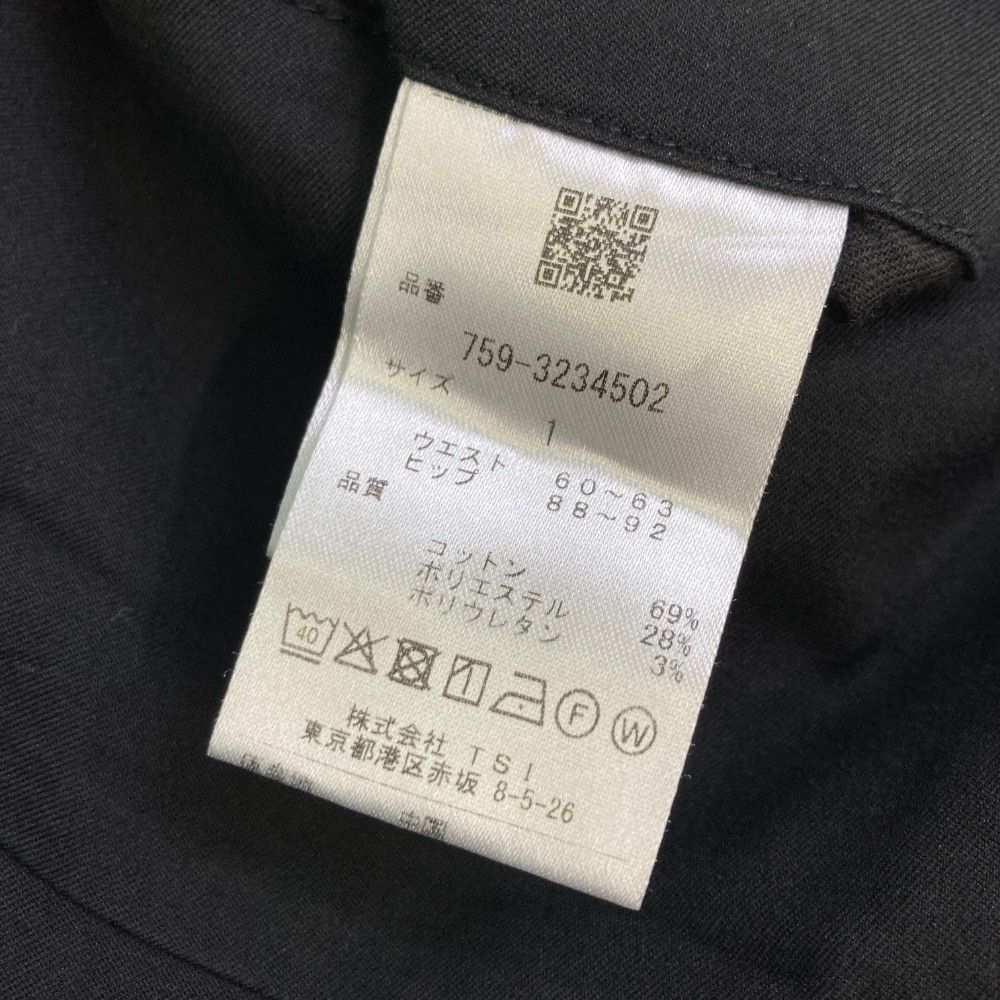 品番
759-3234502
サイズ
1
ウエスト 60～63
ヒップ 88～92
品質
コットン 69%
ポリエステル 28%
ポリウレタン 3%
40
F W
株式会社 TSI
東京都港区赤坂 8-5-26